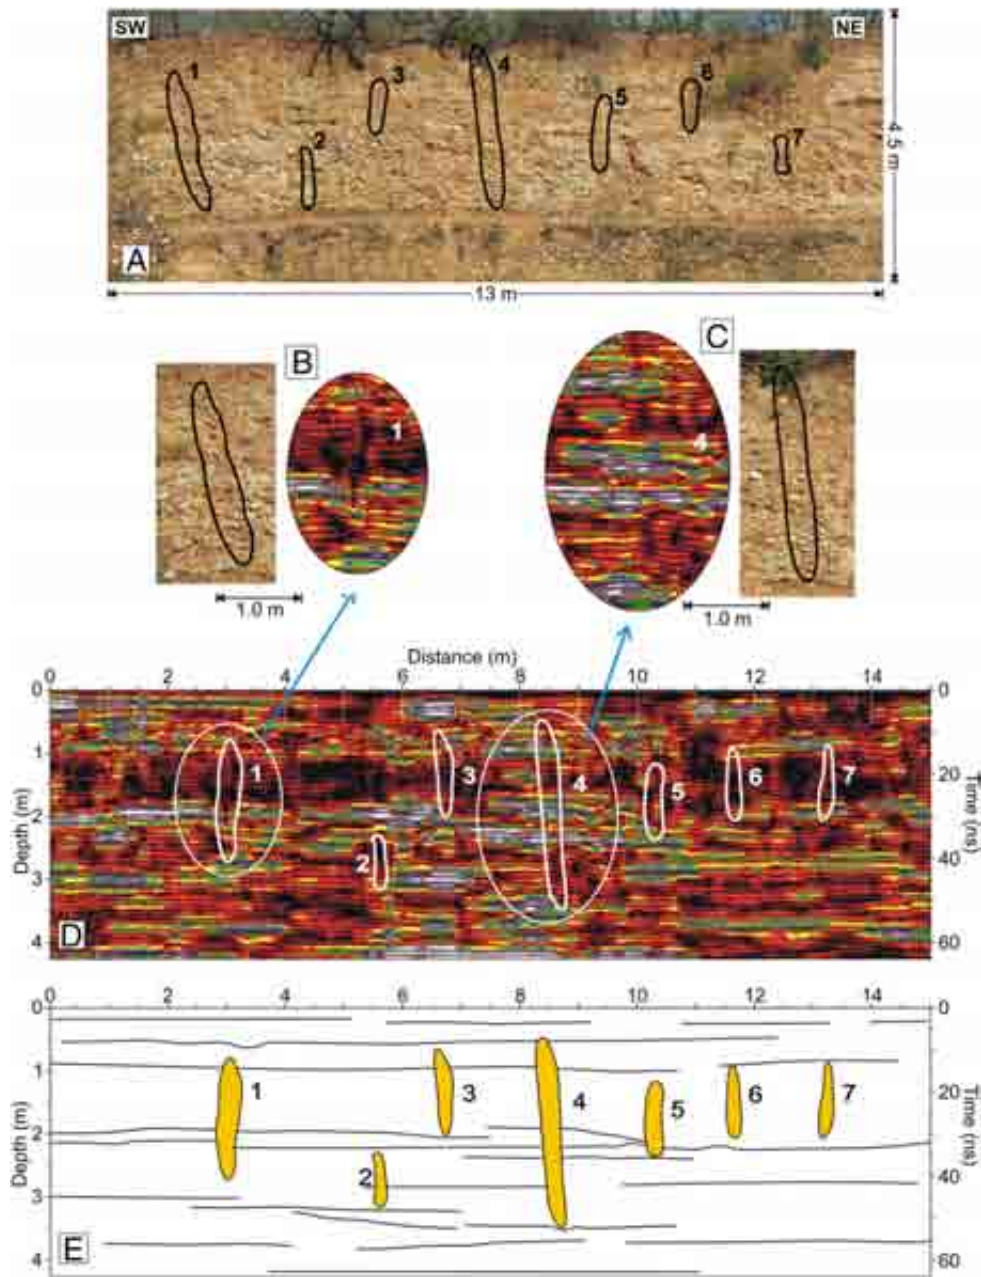 SW NE
1 2 3 4 5 6 7
4.5 m
A
13 m
B C
1 4
1.0 m 1.0 m
Distance (m)
0 2 4 6 8 10 12 14
0 1 2 3 4
Depth (m)
0 20 40 60
Time (ns)
1 2 3 4 5 6 7
D
0 2 4 6 8 10 12 14
0 1 2 3 4
Depth (m)
0 20 40 60
Time (ns)
1 2 3 4 5 6 7
E